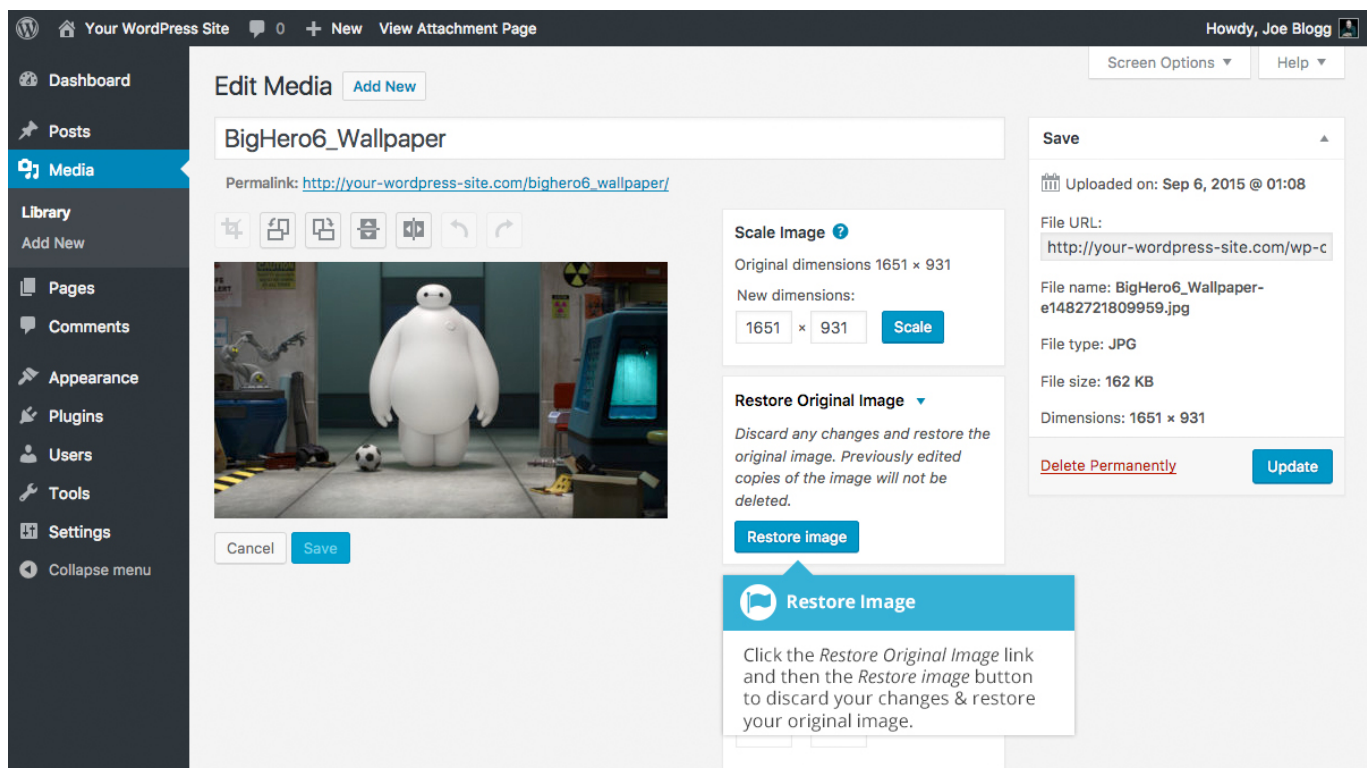 Your WordPress Site 0 + New View Attachment Page Howdy, Joe Blogg
Screen Options ▼ Help ▼
Dashboard
Posts
Media
Library
Add New
Pages
Comments
Appearance
Plugins
Users
Tools
Settings
Collapse menu
Edit Media Add New
BigHero6_Wallpaper
Permalink: http://your-wordpress-site.com/bighero6_wallpaper/
Cancel Save
Scale Image ?
Original dimensions 1651 × 931
New dimensions:
1651 × 931 Scale
Restore Original Image ▼
Discard any changes and restore the
original image. Previously edited
copies of the image will not be
deleted.
Restore image
Restore Image
Click the Restore Original Image link
and then the Restore image button
to discard your changes & restore
your original image.
Save
Uploaded on: Sep 6, 2015 @ 01:08
File URL:
http://your-wordpress-site.com/wp-c
File name: BigHero6_Wallpaper-
e1482721809959.jpg
File type: JPG
File size: 162 KB
Dimensions: 1651 × 931
Delete Permanently Update